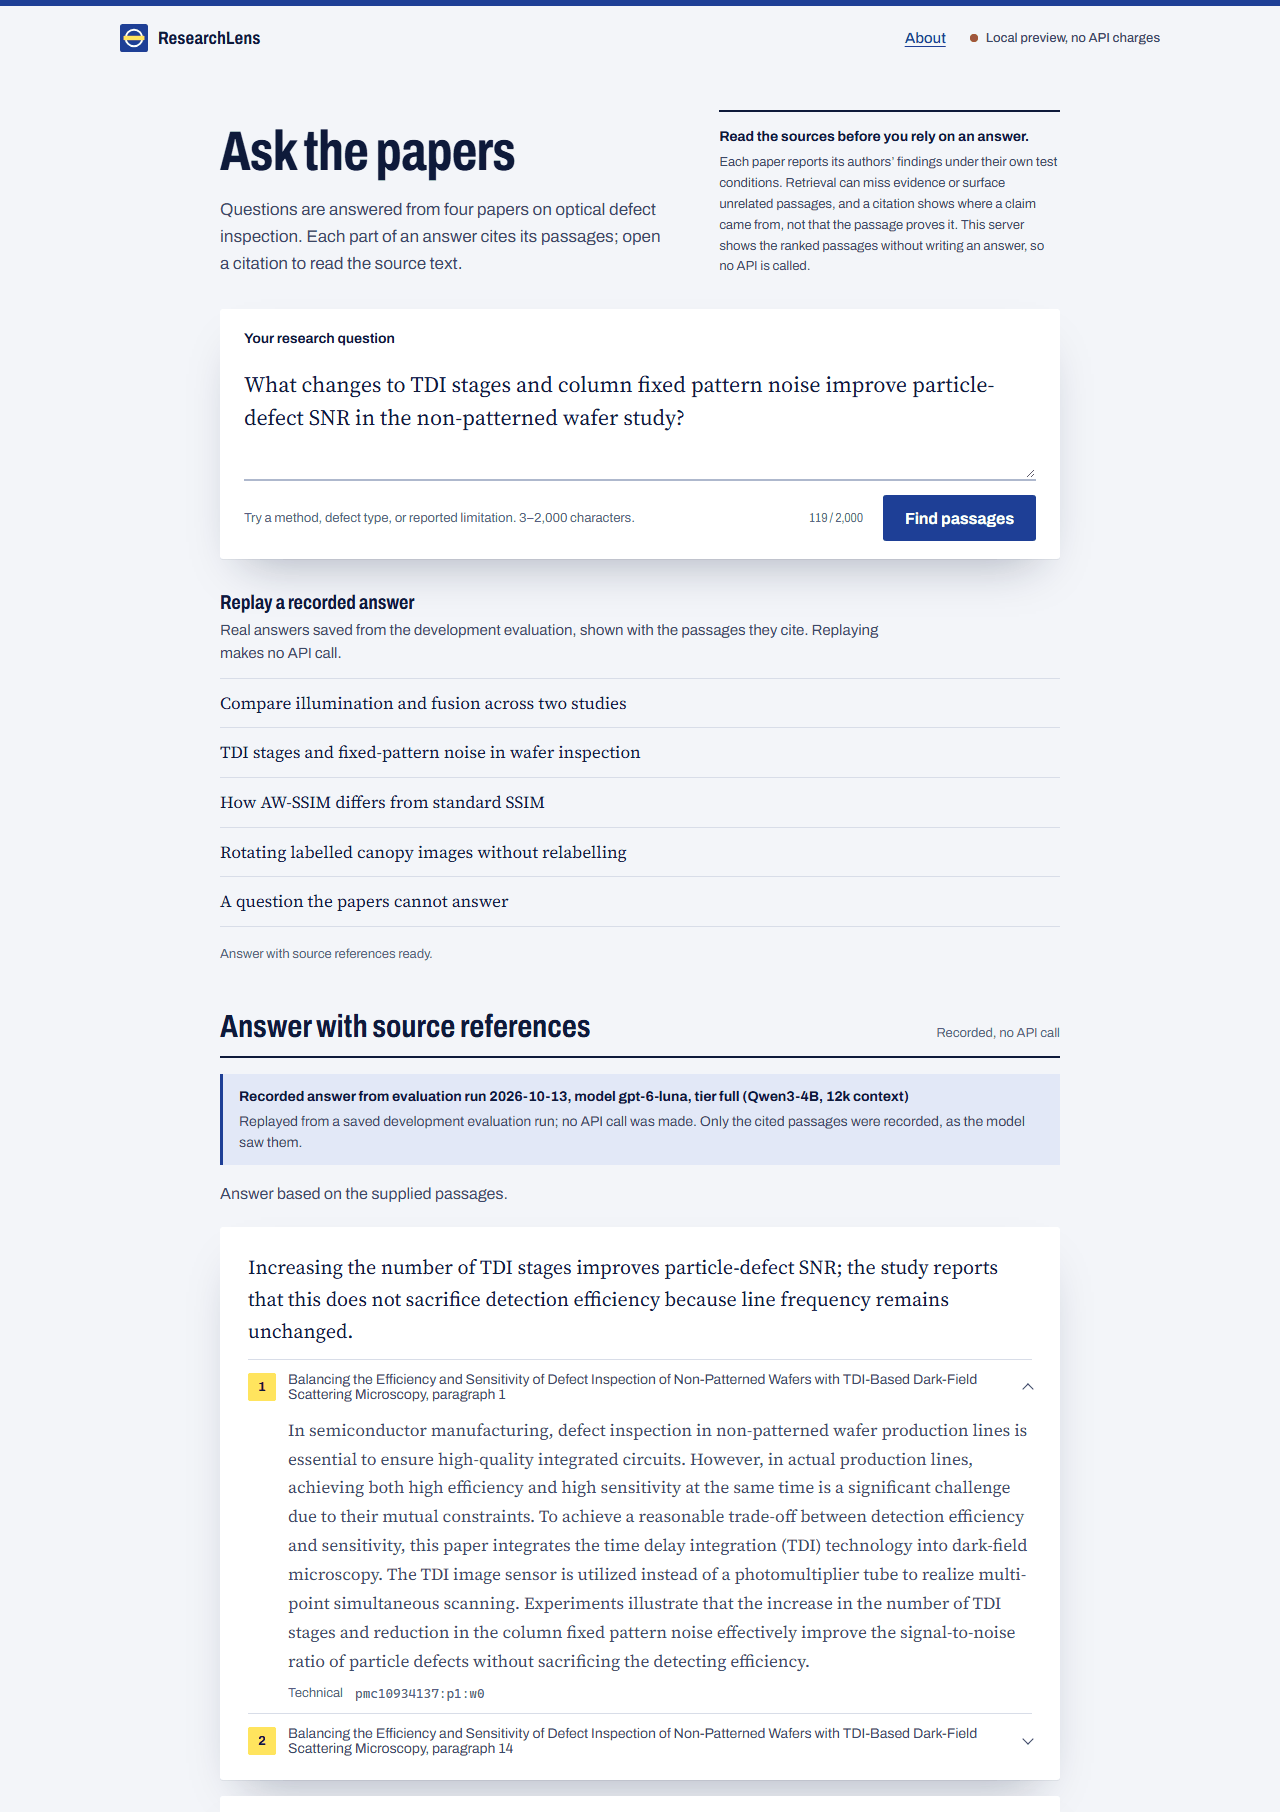 ResearchLens
About
Local preview, no API charges
Ask the papers
Questions are answered from four papers on optical defect
inspection. Each part of an answer cites its passages; open
a citation to read the source text.
Read the sources before you rely on an answer.
Each paper reports its authors’ findings under their own test
conditions. Retrieval can miss evidence or surface
unrelated passages, and a citation shows where a claim
came from, not that the passage proves it. This server
shows the ranked passages without writing an answer, so
no API is called.
Your research question
What changes to TDI stages and column fixed pattern noise improve particle-
defect SNR in the non-patterned wafer study?
Try a method, defect type, or reported limitation. 3–2,000 characters.
119 / 2,000
Find passages
Replay a recorded answer
Real answers saved from the development evaluation, shown with the passages they cite. Replaying
makes no API call.
Compare illumination and fusion across two studies
TDI stages and fixed-pattern noise in wafer inspection
How AW-SSIM differs from standard SSIM
Rotating labelled canopy images without relabelling
A question the papers cannot answer
Answer with source references ready.
Answer with source references
Recorded, no API call
Recorded answer from evaluation run 2026-10-13, model gpt-6-luna, tier full (Qwen3-4B, 12k context)
Replayed from a saved development evaluation run; no API call was made. Only the cited passages were recorded, as the model
saw them.
Answer based on the supplied passages.
Increasing the number of TDI stages improves particle-defect SNR; the study reports
that this does not sacrifice detection efficiency because line frequency remains
unchanged.
1
Balancing the Efficiency and Sensitivity of Defect Inspection of Non-Patterned Wafers with TDI-Based Dark-Field
Scattering Microscopy, paragraph 1
In semiconductor manufacturing, defect inspection in non-patterned wafer production lines is
essential to ensure high-quality integrated circuits. However, in actual production lines,
achieving both high efficiency and high sensitivity at the same time is a significant challenge
due to their mutual constraints. To achieve a reasonable trade-off between detection efficiency
and sensitivity, this paper integrates the time delay integration (TDI) technology into dark-field
microscopy. The TDI image sensor is utilized instead of a photomultiplier tube to realize multi-
point simultaneous scanning. Experiments illustrate that the increase in the number of TDI
stages and reduction in the column fixed pattern noise effectively improve the signal-to-noise
ratio of particle defects without sacrificing the detecting efficiency.
Technical pmc10934137:p1:w0
2
Balancing the Efficiency and Sensitivity of Defect Inspection of Non-Patterned Wafers with TDI-Based Dark-Field
Scattering Microscopy, paragraph 14